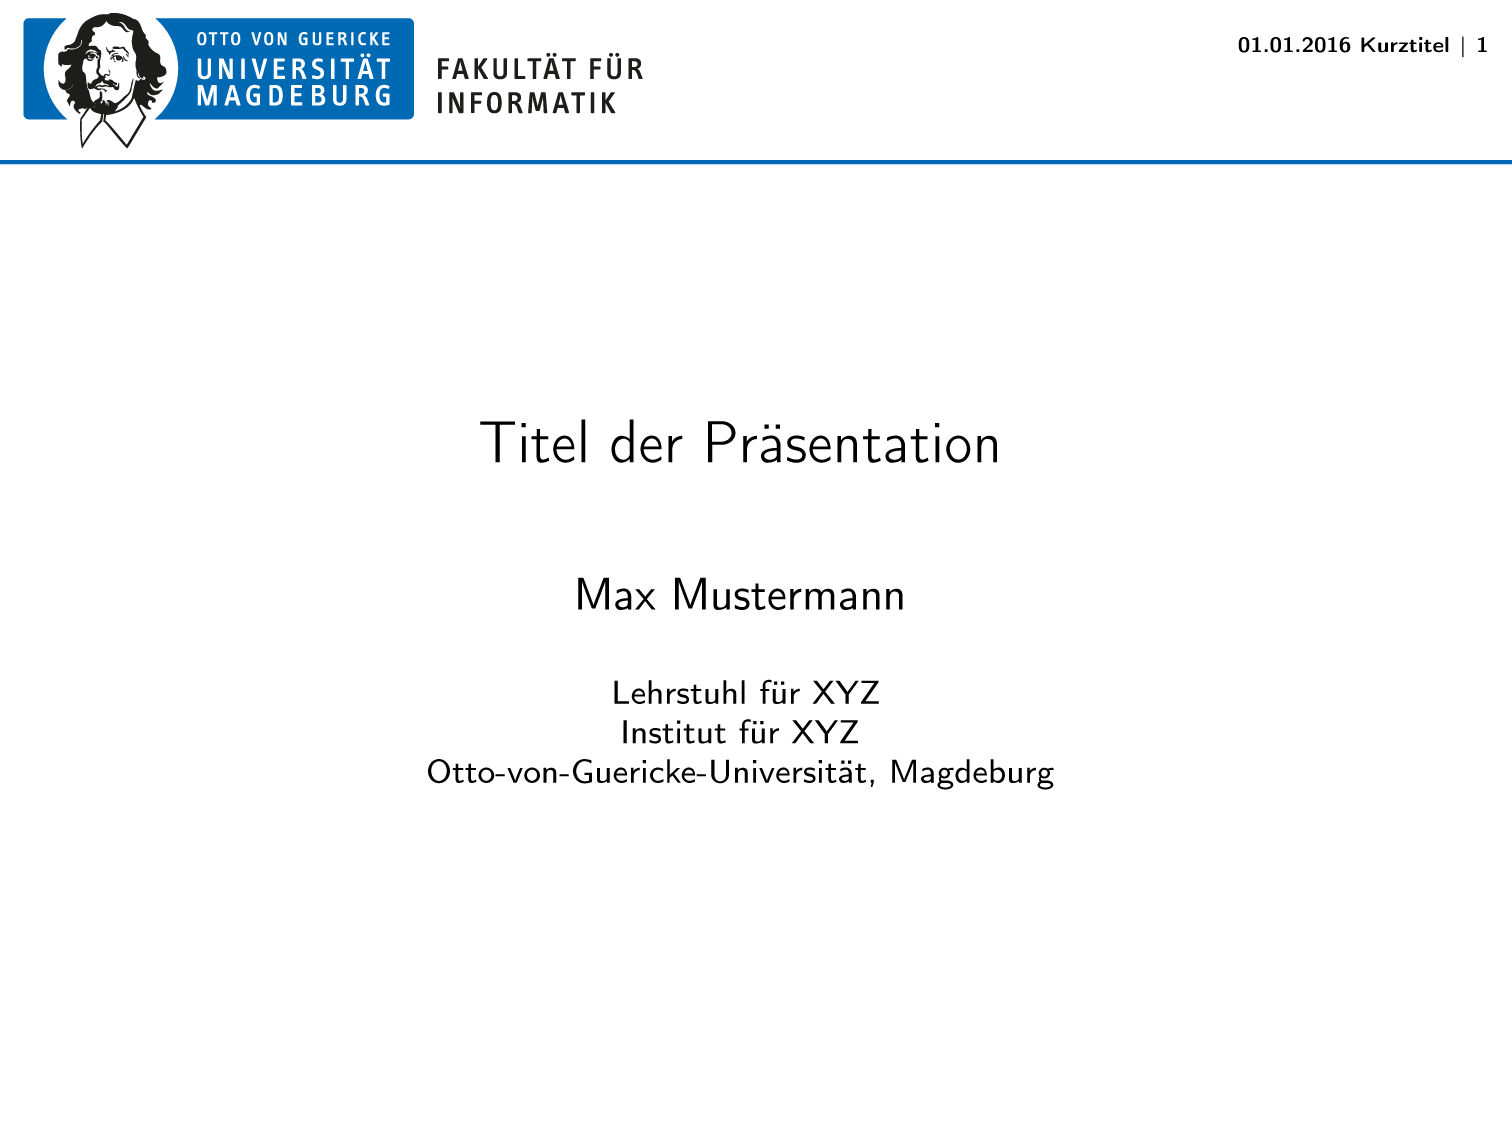 OTTO VON GUERICKE
UNIVERSITÄT
MAGDEBURG
FAKULTÄT FÜR
INFORMATIK
01.01.2016 Kurztitel | 1
Titel der Präsentation
Max Mustermann
Lehrstuhl für XYZ
Institut für XYZ
Otto-von-Guericke-Universität, Magdeburg